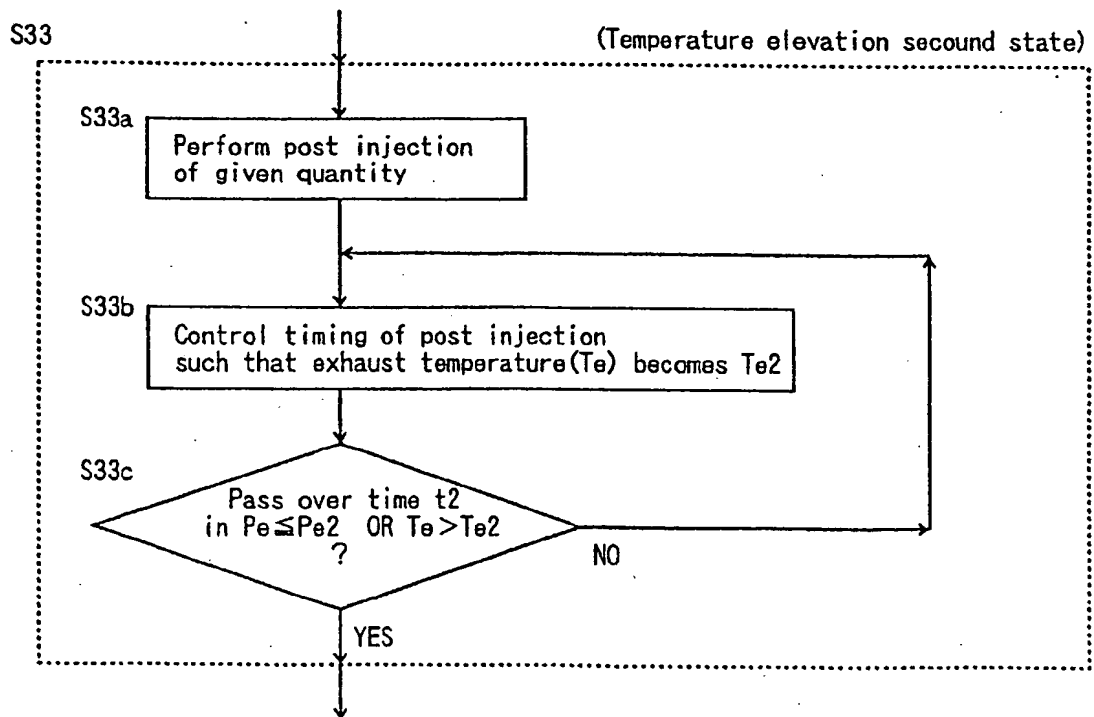 S33
(Temperature elevation secound state)
S33a
Perform post injection
of given quantity
S33b
Control timing of post injection
such that exhaust temperature(Te) becomes Te2
S33c
Pass over time t2
in Pe≦Pe2 OR Te>Te2
?
NO
YES